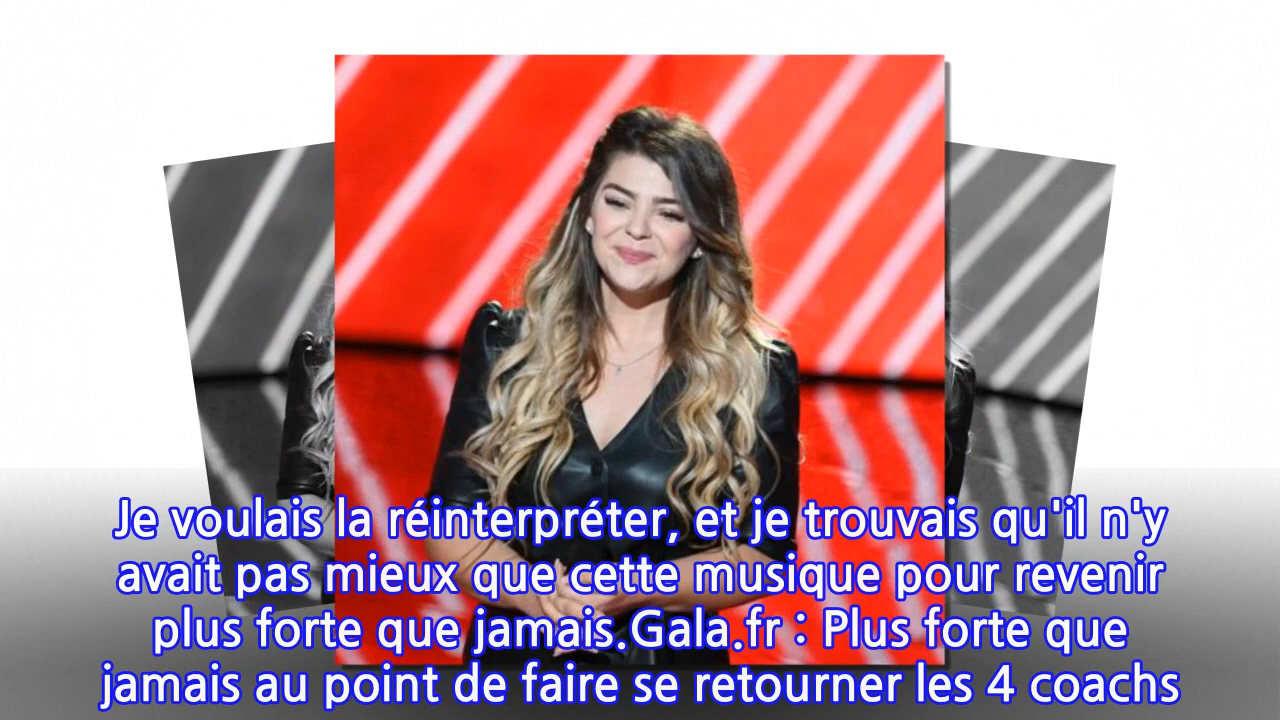 Je voulais la réinterpréter, et je trouvais qu'il n'y
avait pas mieux que cette musique pour revenir
plus forte que jamais.Gala.fr : Plus forte que
jamais au point de faire se retourner les 4 coachs